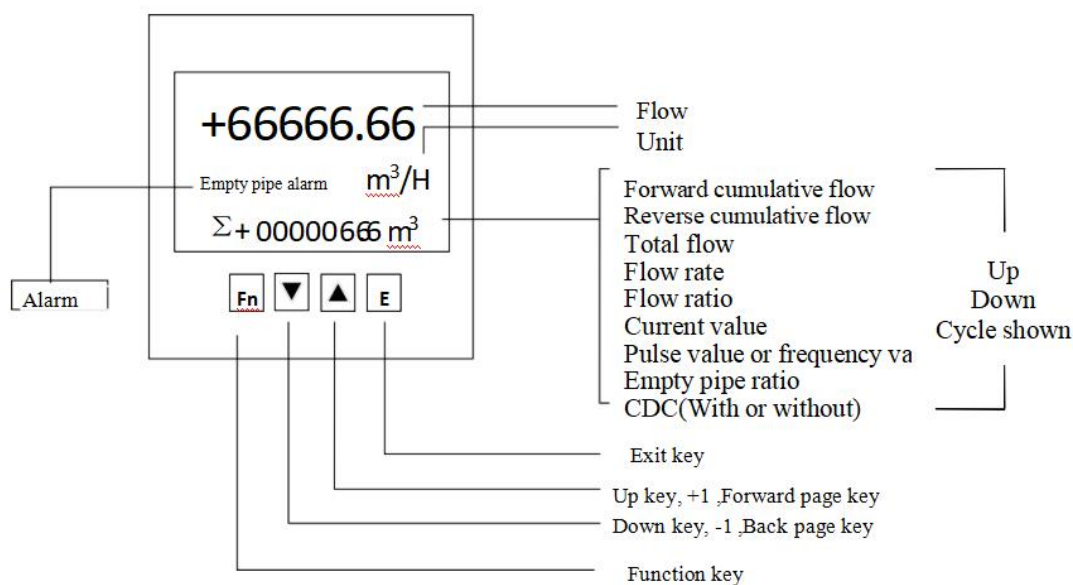 +66666.66
Flow
Unit
Empty pipe alarm
m³/H
Σ+00000666 m³
Forward cumulative flow
Reverse cumulative flow
Total flow
Flow rate
Flow ratio
Current value
Pulse value or frequency va
Empty pipe ratio
CDC(With or without)
Up
Down
Cycle shown
Alarm
Fn
▼
▲
E
Exit key
Up key, +1 ,Forward page key
Down key, -1 ,Back page key
Function key